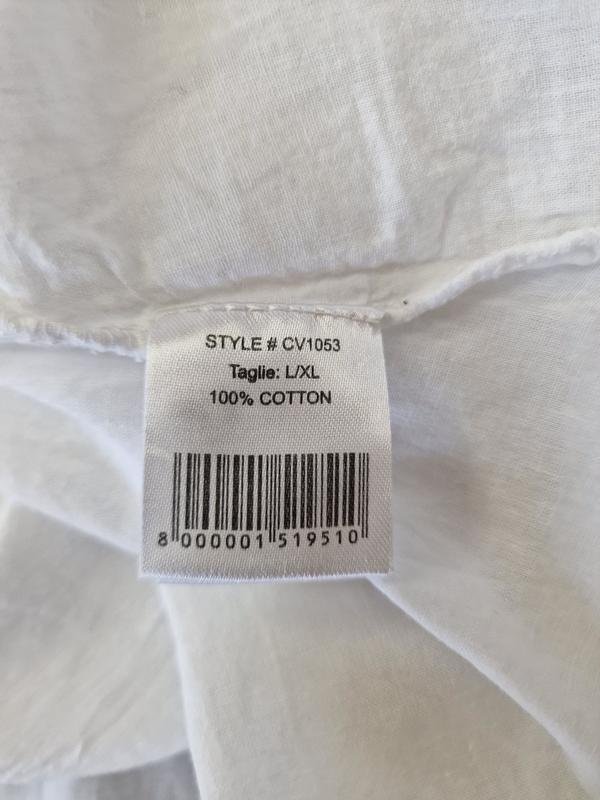 STYLE # CV1053
Taglie: L/XL
100% COTTON
8 000001 519510